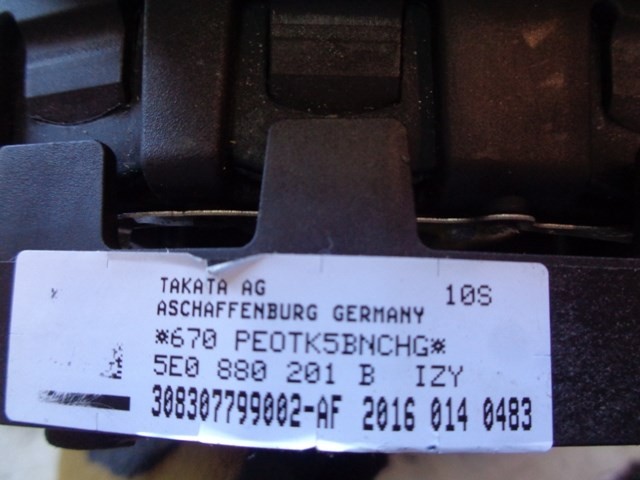 TAKATA AG 10S
ASCHAFFENBURG GERMANY
*670 PEOTK5BNCHG*
5E0 880 201 B IZY
308307799002-AF 2016 014 0483